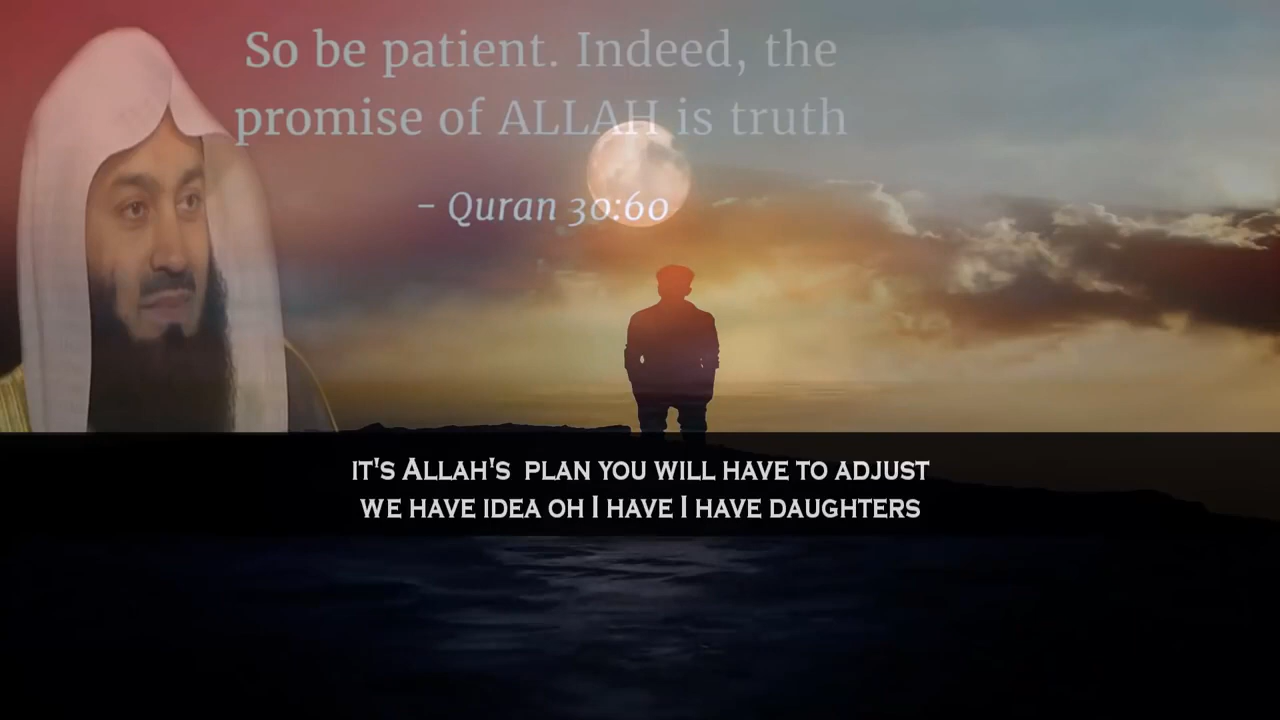 So be patient. Indeed, the
promise of ALLAH is truth
- Quran 30:60
IT'S ALLAH'S PLAN YOU WILL HAVE TO ADJUST
WE HAVE IDEA OH I HAVE I HAVE DAUGHTERS